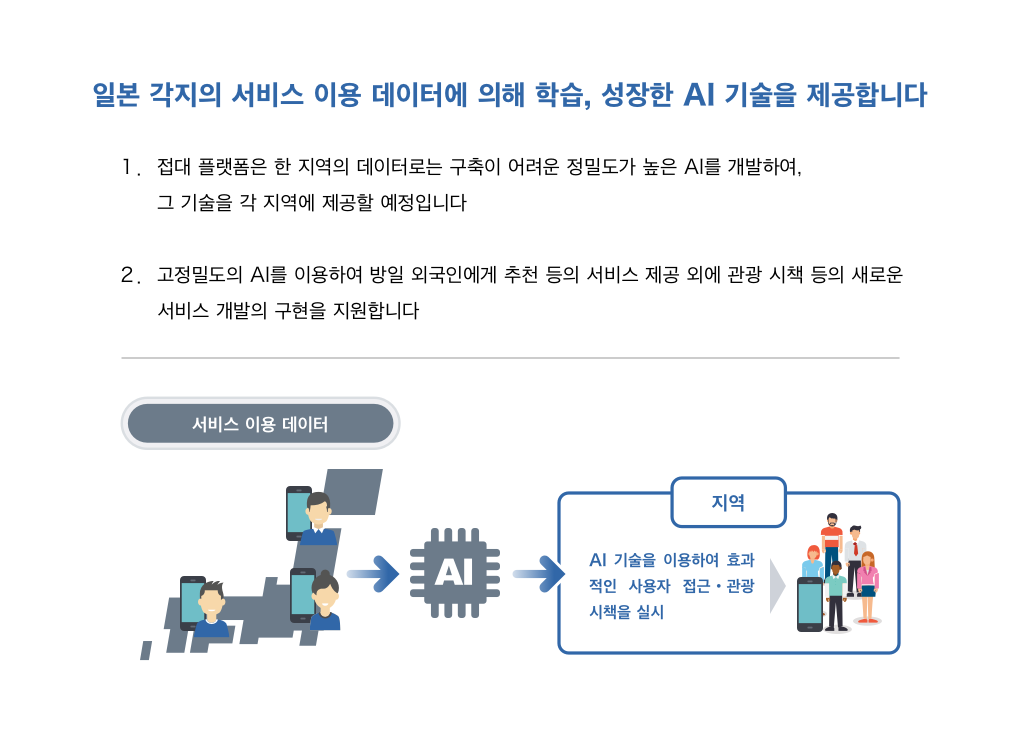 일본 각지의 서비스 이용 데이터에 의해 학습, 성장한 AI 기술을 제공합니다
1. 접대 플랫폼은 한 지역의 데이터로는 구축이 어려운 정밀도가 높은 AI를 개발하여,
그 기술을 각 지역에 제공할 예정입니다
2. 고정밀도의 AI를 이용하여 방일 외국인에게 추천 등의 서비스 제공 외에 관광 시책 등의 새로운
서비스 개발의 구현을 지원합니다
서비스 이용 데이터
AI
지역
AI 기술을 이용하여 효과
적인 사용자 접근・관광
시책을 실시